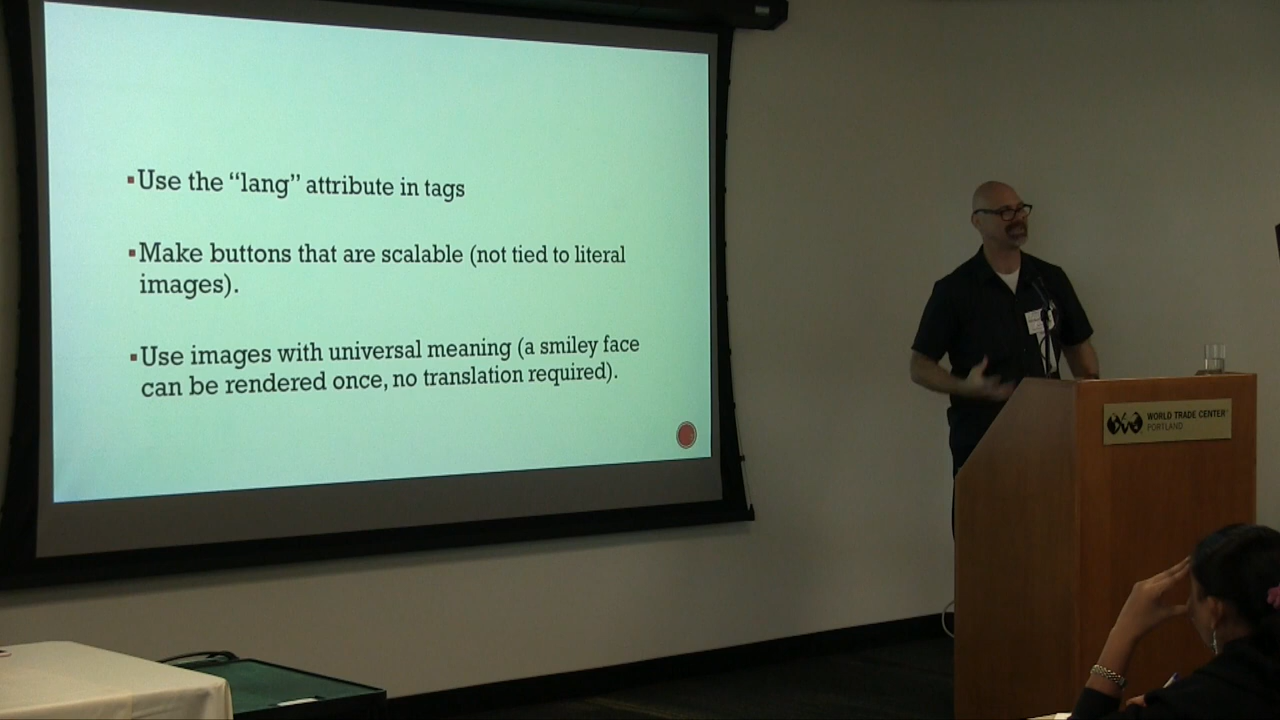 ▪Use the “lang” attribute in tags
▪Make buttons that are scalable (not tied to literal
images).
▪Use images with universal meaning (a smiley face
can be rendered once, no translation required).
WORLD TRADE CENTER
PORTLAND